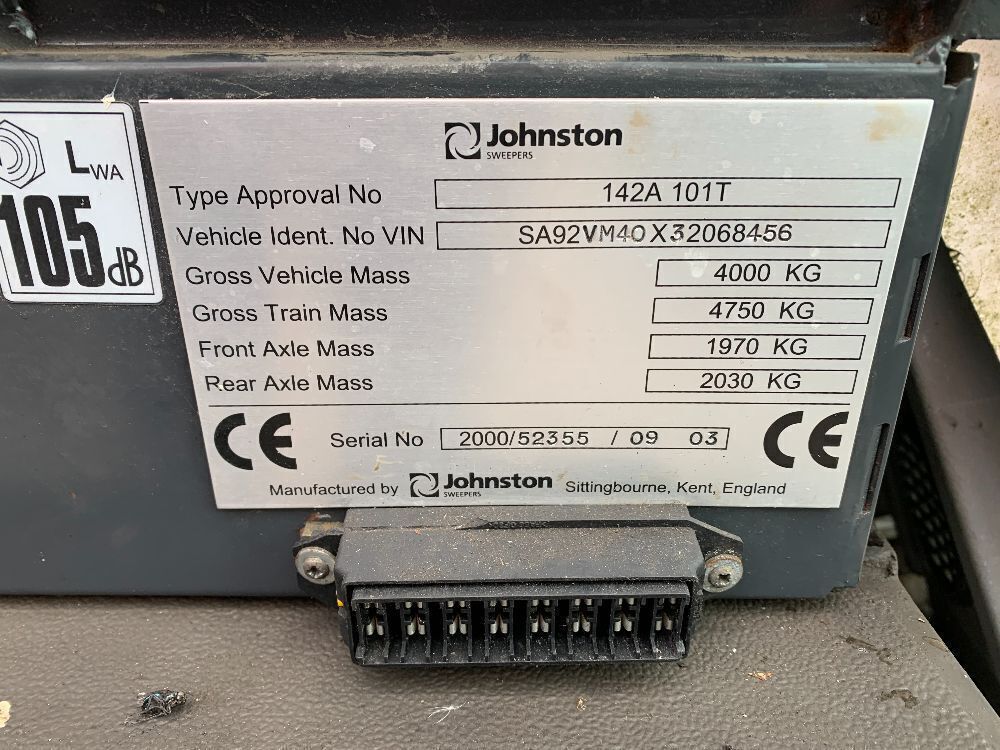 Johnston
SWEEPERS
LWA
105 dB
Type Approval No 142A 101T
Vehicle Ident. No VIN SA92VM40X32068456
Gross Vehicle Mass 4000 KG
Gross Train Mass 4750 KG
Front Axle Mass 1970 KG
Rear Axle Mass 2030 KG
CE Serial No 2000/52355 / 09 03 CE
Manufactured by Johnston SWEEPERS Sittingbourne, Kent, England